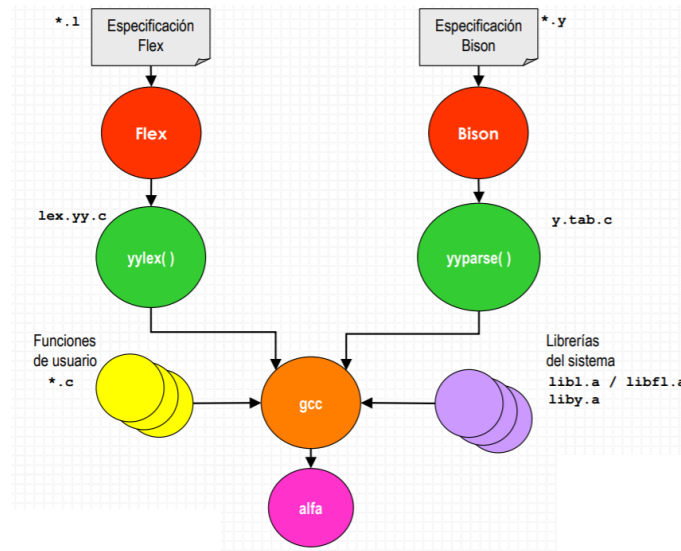 *.l
Especificación
Flex
Especificación
Bison
*.y
Flex
Bison
lex.yy.c
yylex( )
yyparse( )
y.tab.c
Funciones
de usuario
*.c
gcc
Librerías
del sistema
libl.a / libfl.a
liby.a
alfa